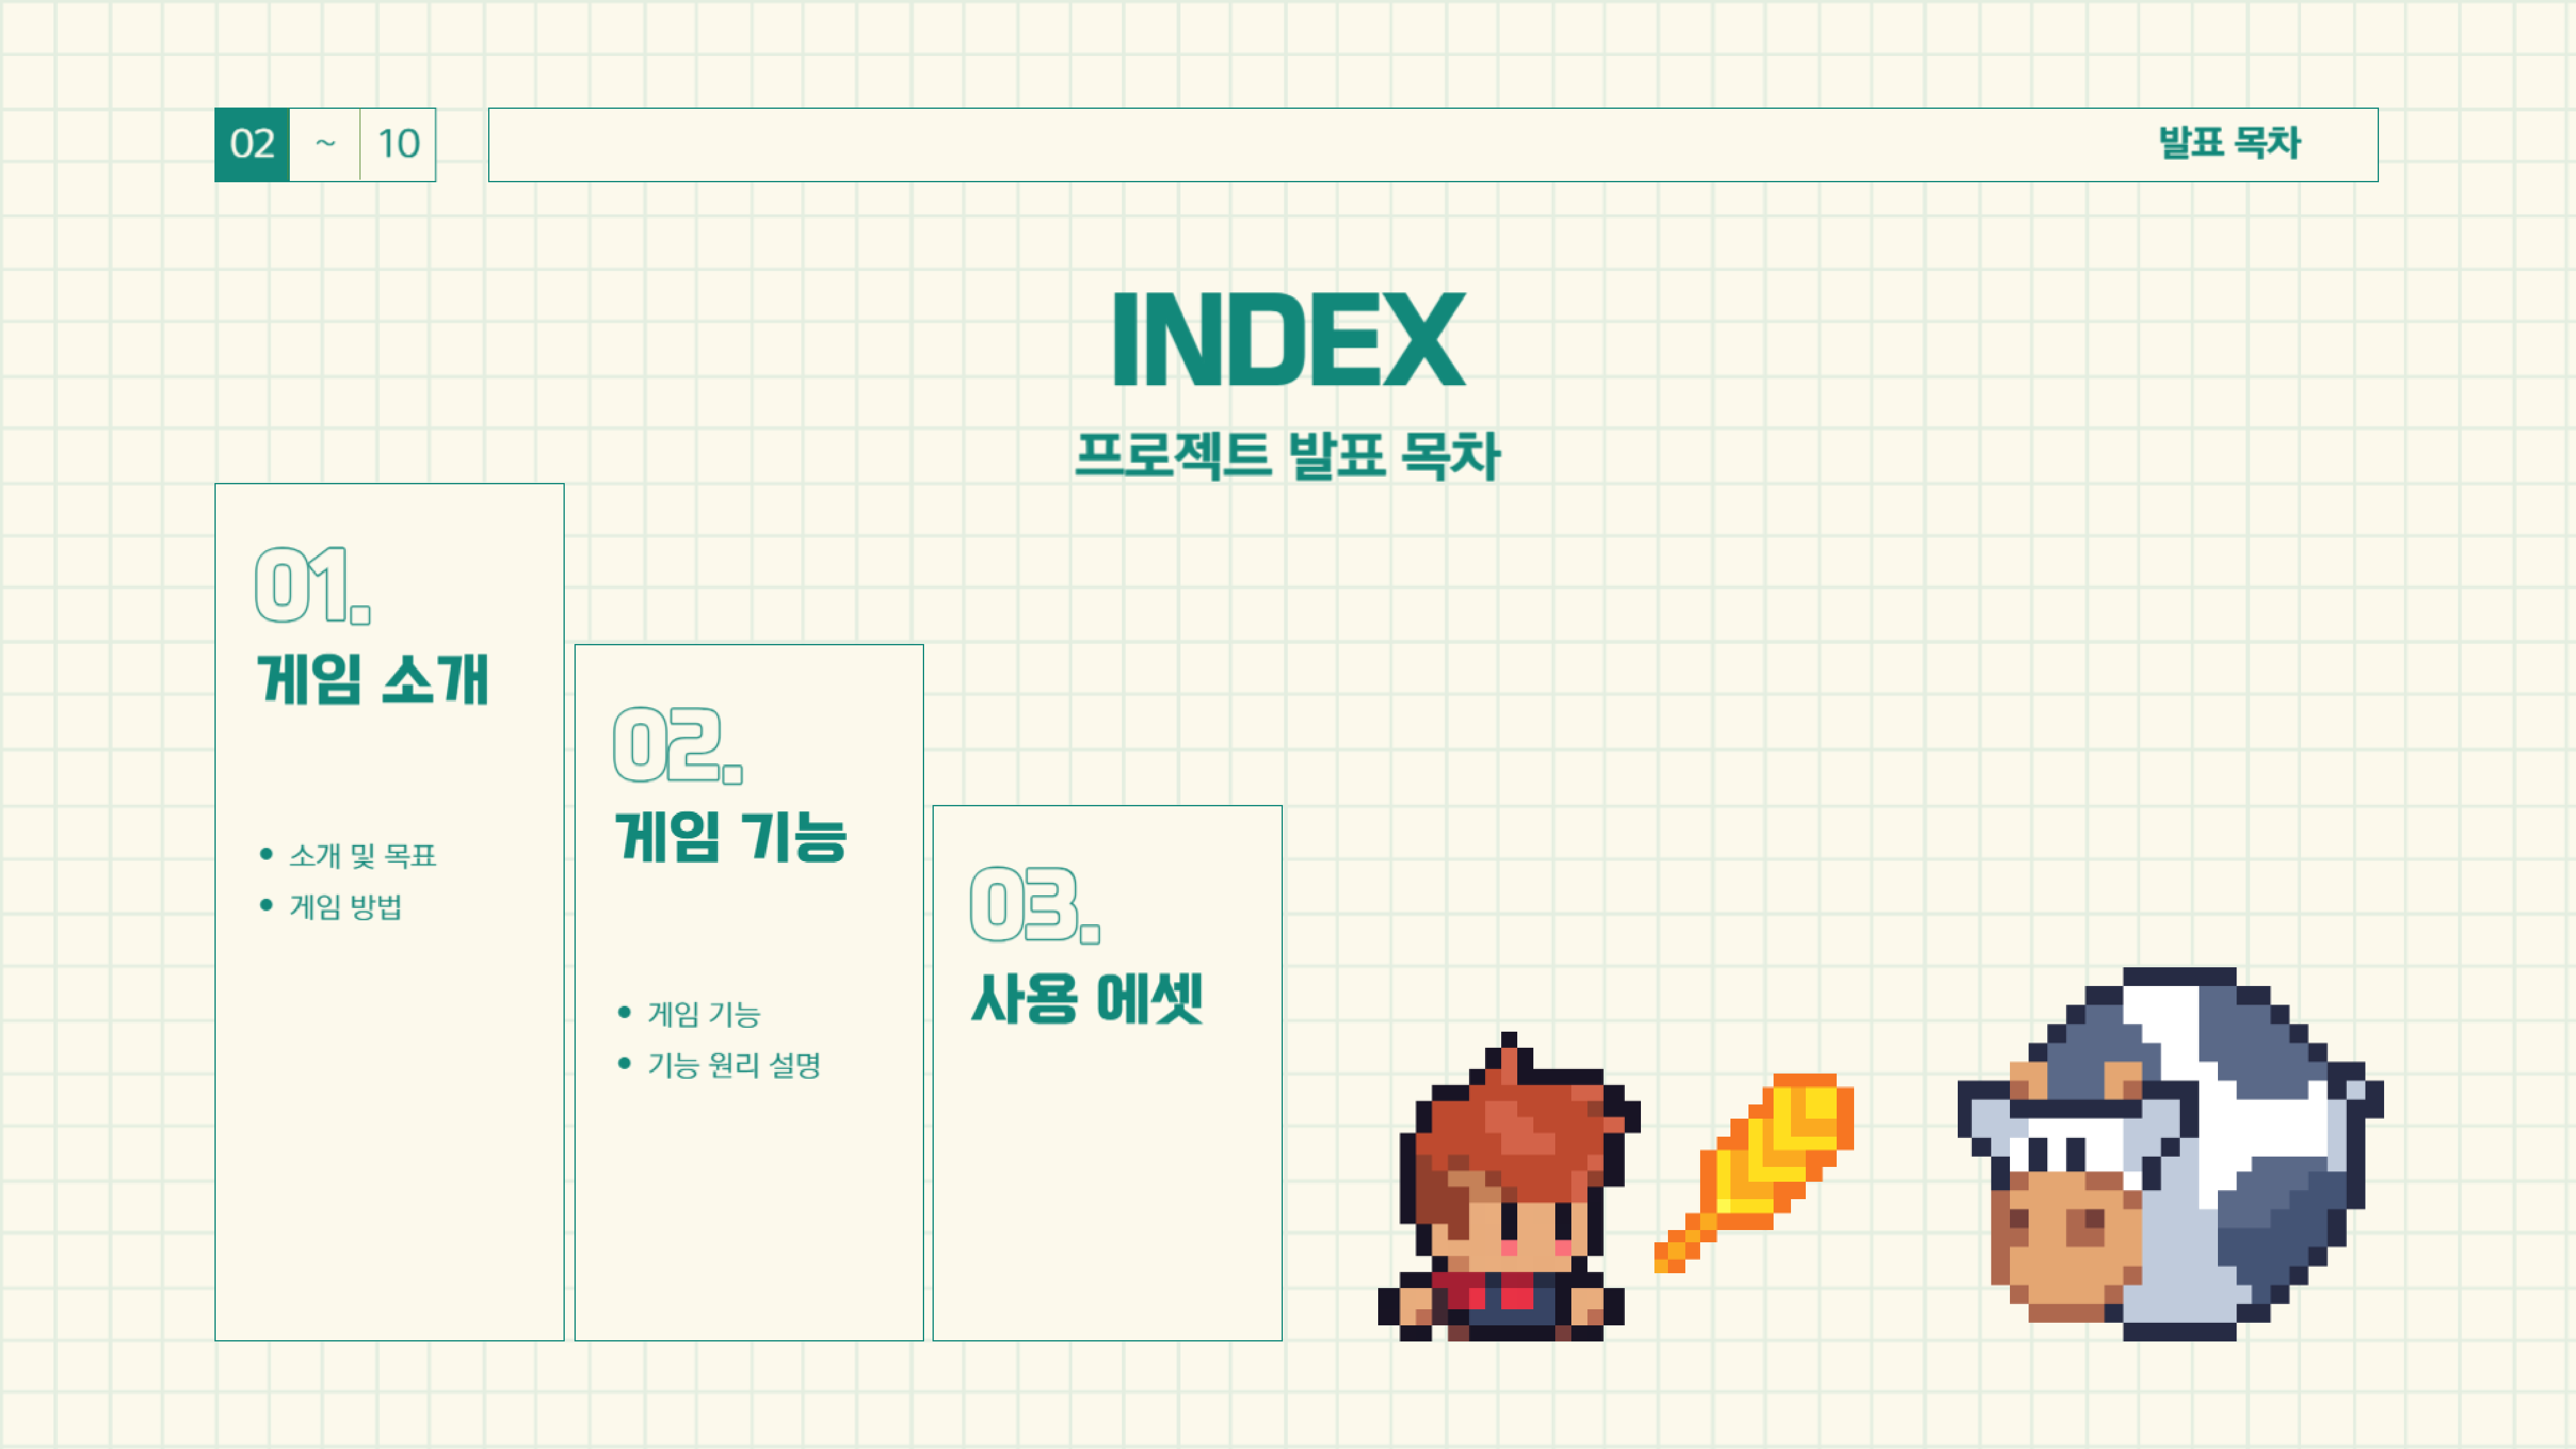 02 ~ 10
발표 목차
INDEX
프로젝트 발표 목차
01.
게임 소개
• 소개 및 목표
• 게임 방법
02.
게임 기능
• 게임 기능
• 기능 원리 설명
03.
사용 에셋